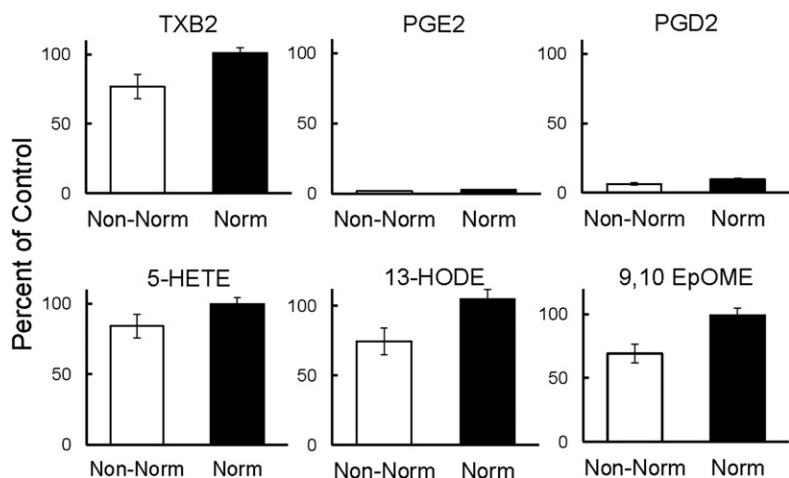 TXB2
PGE2
PGD2
Percent of Control
100
50
0
Non-Norm Norm
100
50
0
Non-Norm Norm
100
50
0
Non-Norm Norm
5-HETE
13-HODE
9,10 EpOME
100
50
0
Non-Norm Norm
100
50
0
Non-Norm Norm
100
50
0
Non-Norm Norm